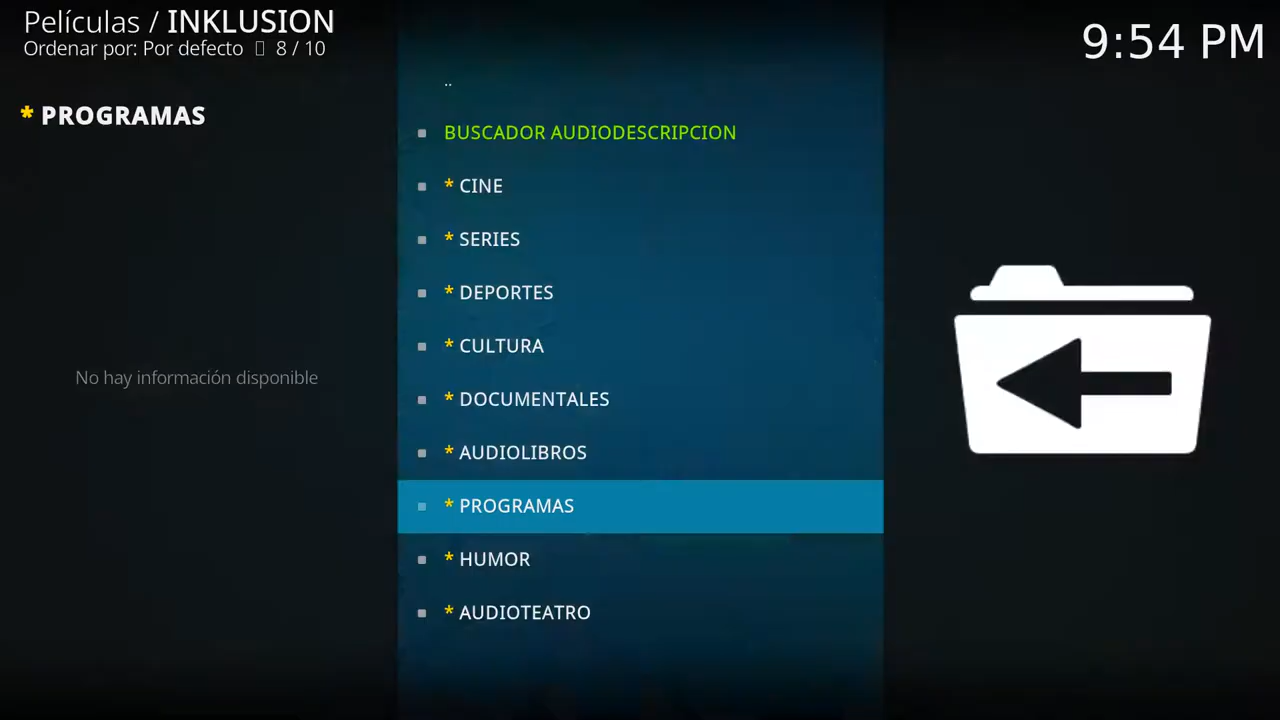 Películas / INKLUSION
Ordenar por: Por defecto 8 / 10
9:54 PM
* PROGRAMAS
No hay información disponible
..
BUSCADOR AUDIODESCRIPCION
* CINE
* SERIES
* DEPORTES
* CULTURA
* DOCUMENTALES
* AUDIOLIBROS
* PROGRAMAS
* HUMOR
* AUDIOTEATRO